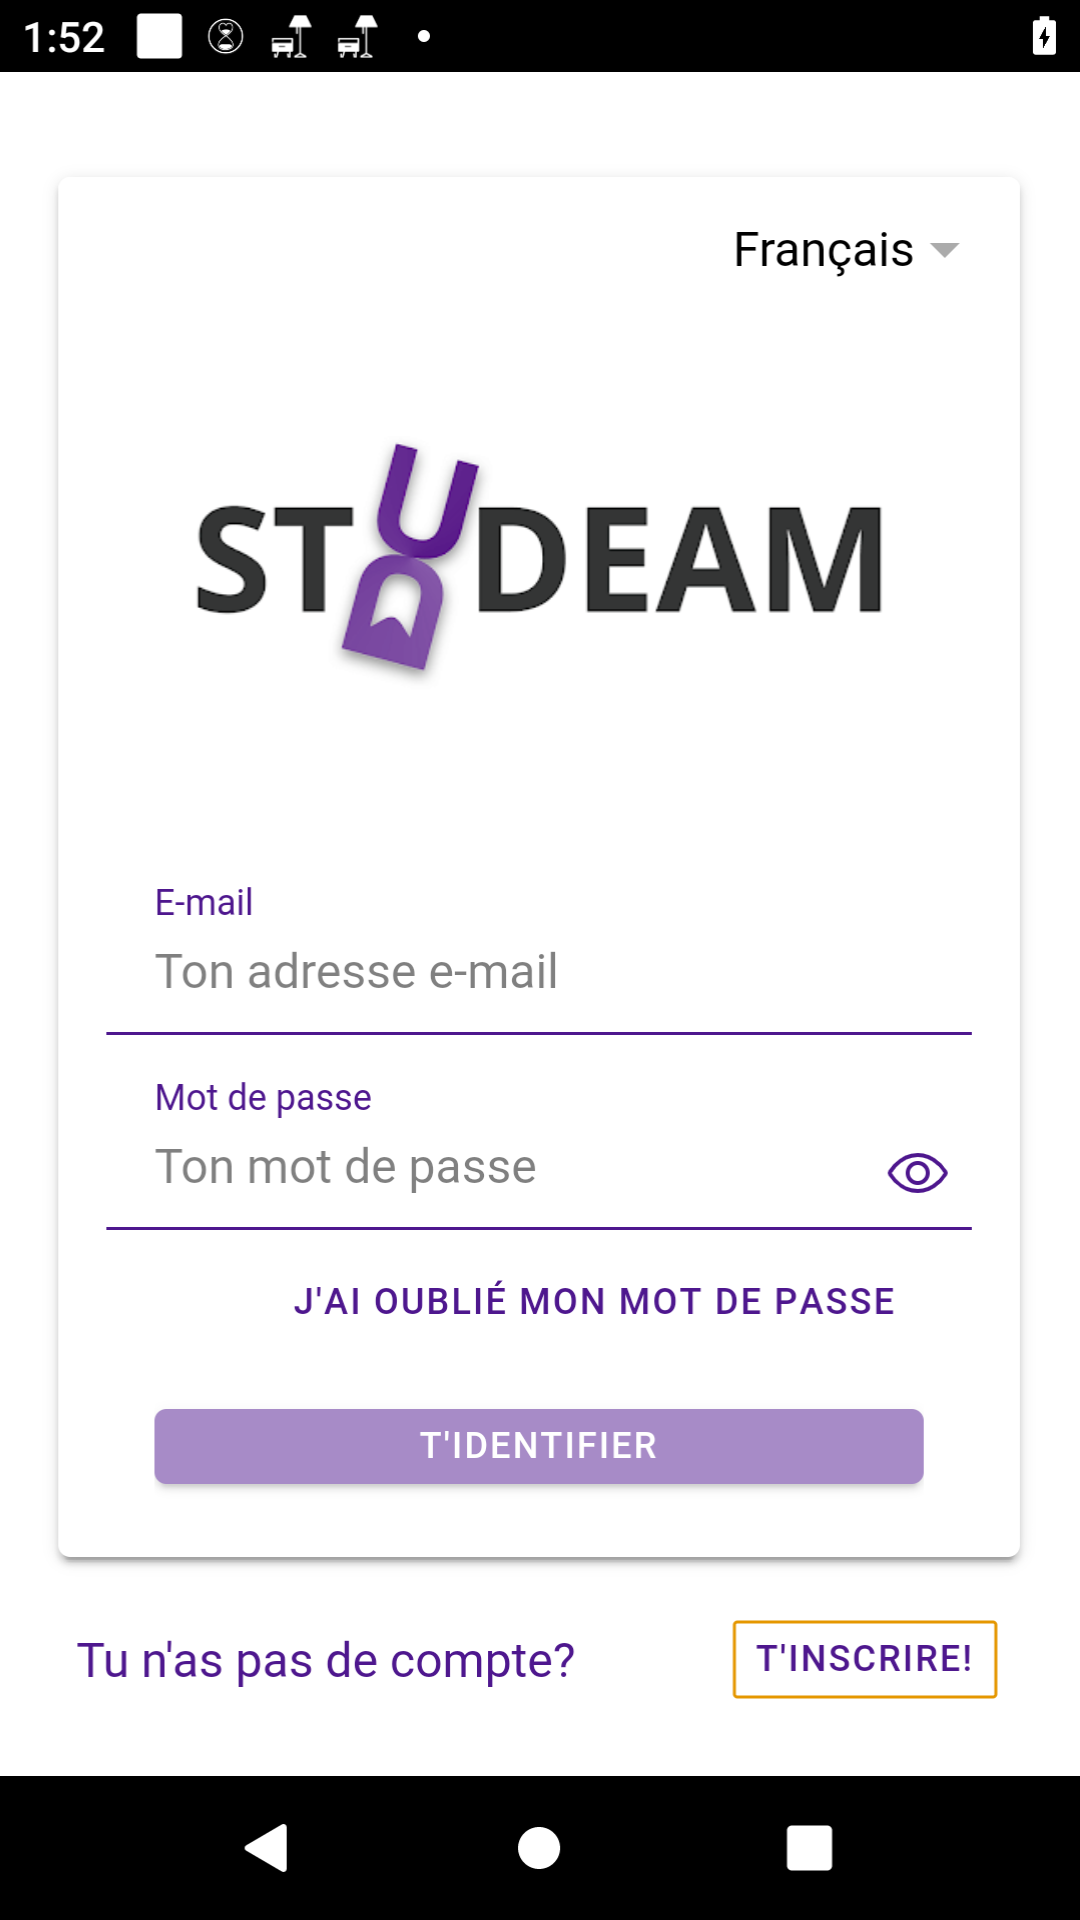 1:52
Français
STUDEAM
E-mail
Ton adresse e-mail
Mot de passe
Ton mot de passe
J'AI OUBLIÉ MON MOT DE PASSE
T'IDENTIFIER
Tu n'as pas de compte?
T'INSCRIRE!